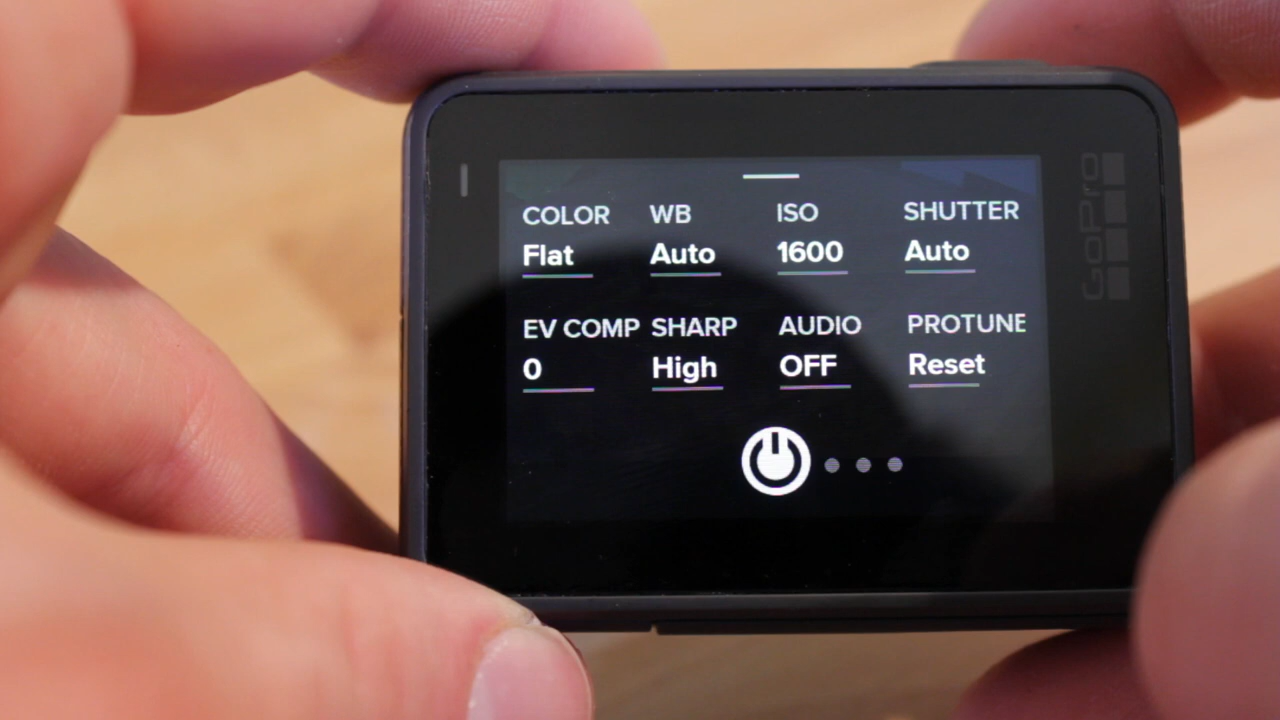 COLOR WB ISO SHUTTER
Flat Auto 1600 Auto
EV COMP SHARP AUDIO PROTUNE
0 High OFF Reset
GoPro